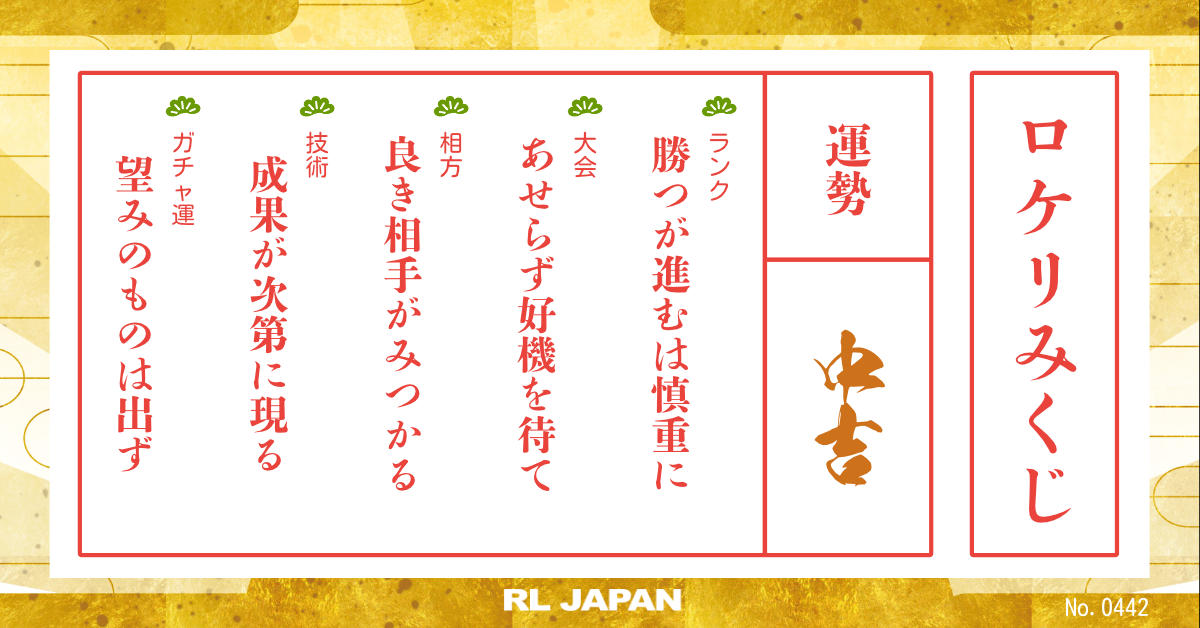 ロケリみくじ
運勢
中吉
ランク
勝つが進むは慎重に
大会
あせらず好機を待て
相方
良き相手がみつかる
技術
成果が次第に現る
ガチャ運
望みのものは出ず
RL JAPAN
No. 0442